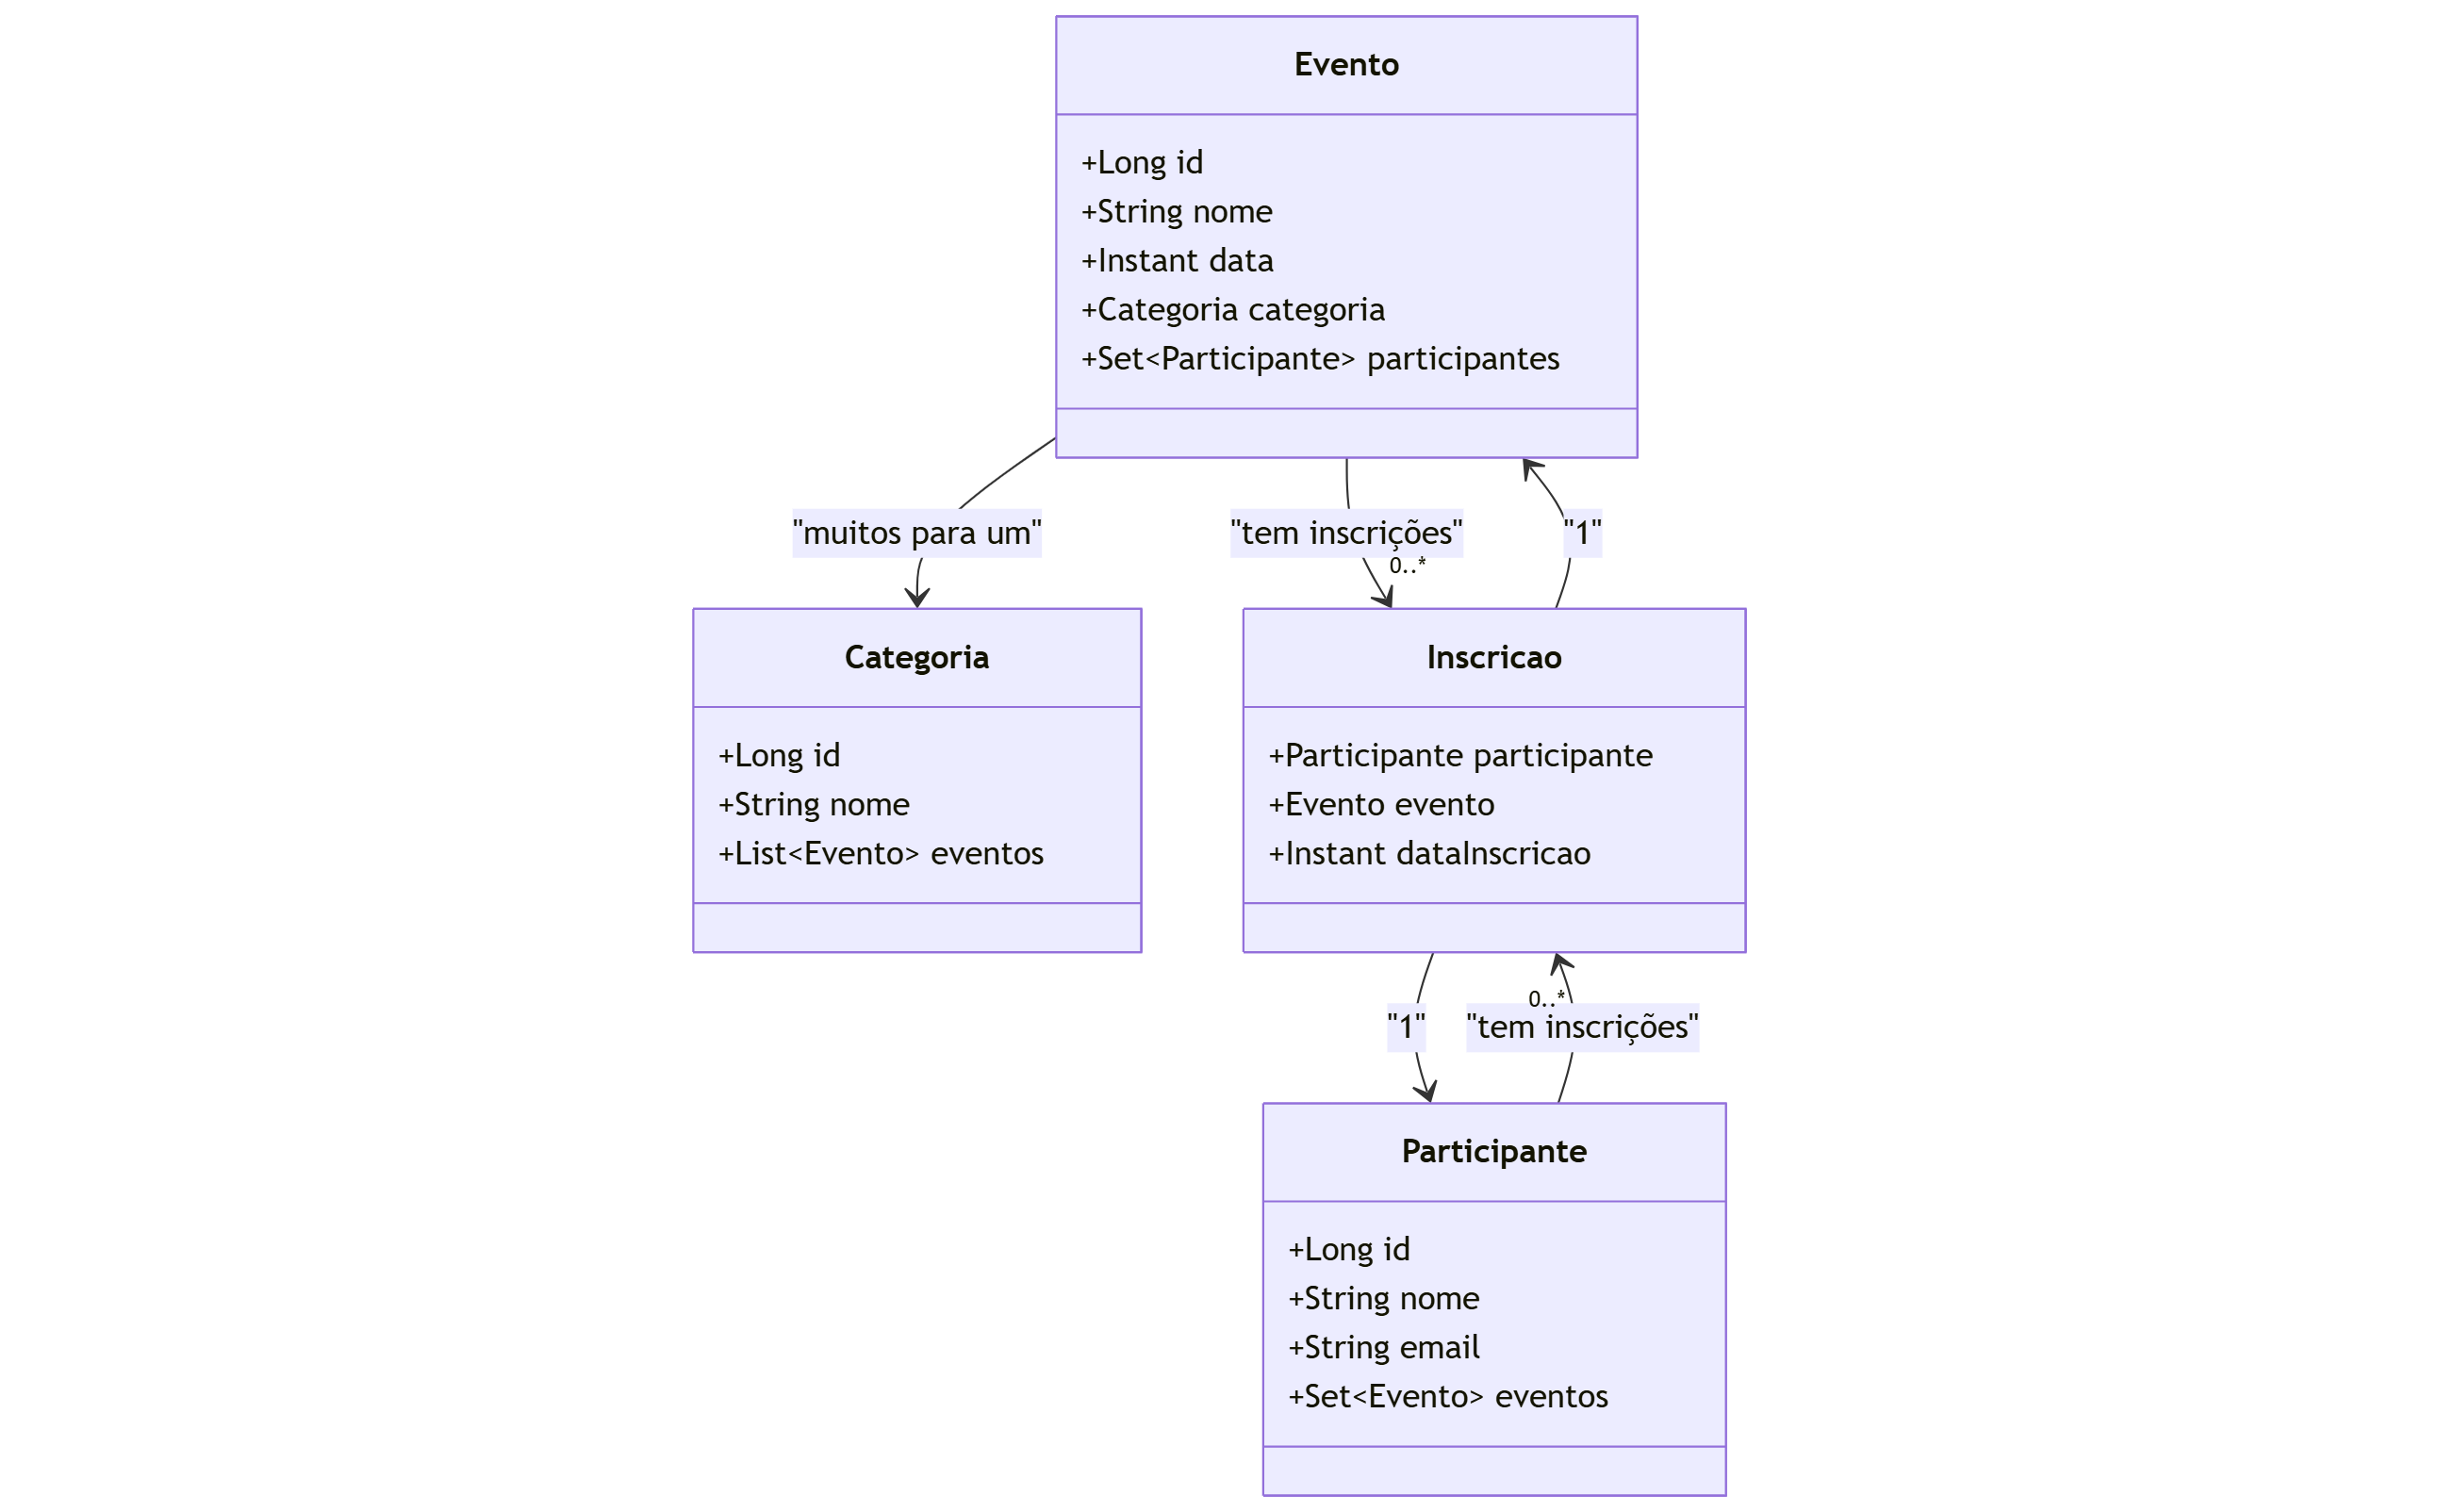 Evento
+Long id
+String nome
+Instant data
+Categoria categoria
+Set<Participante> participantes
"muitos para um"
"tem inscrições"
"1"
0..*
Categoria
+Long id
+String nome
+List<Evento> eventos
Inscricao
+Participante participante
+Evento evento
+Instant dataInscricao
"1"
0..*
"tem inscrições"
Participante
+Long id
+String nome
+String email
+Set<Evento> eventos